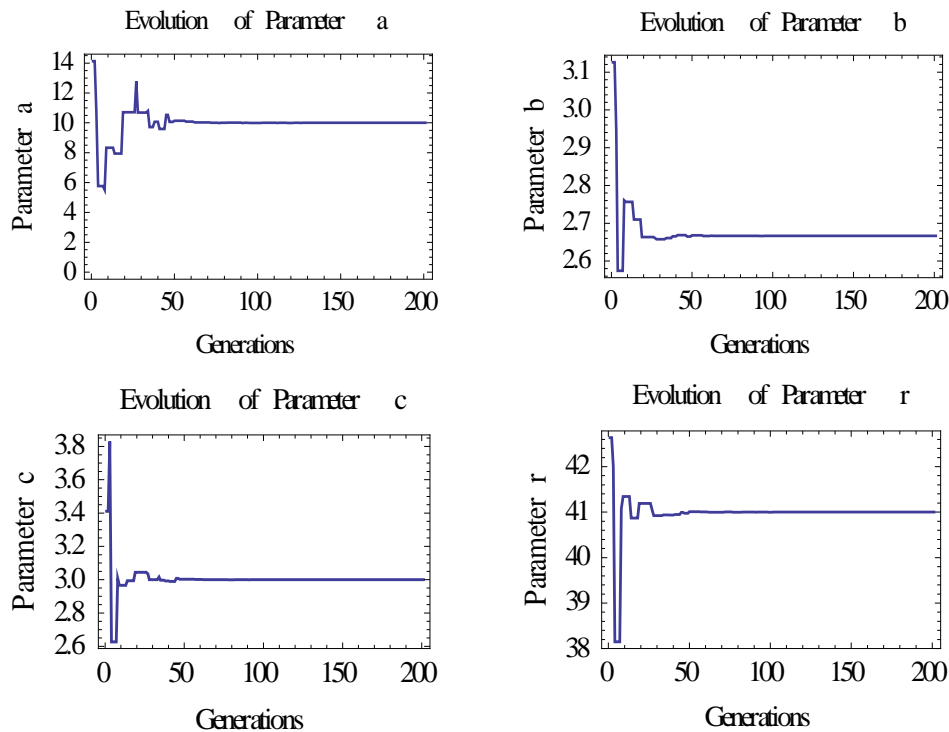 Evolution of Parameter a
Parameter a
14
12
10
8
6
4
2
0
0 50 100 150 200
Generations
Evolution of Parameter b
Parameter b
3.1
3.0
2.9
2.8
2.7
2.6
0 50 100 150 200
Generations
Evolution of Parameter c
Parameter c
3.8
3.6
3.4
3.2
3.0
2.8
2.6
0 50 100 150 200
Generations
Evolution of Parameter r
Parameter r
42
41
40
39
38
0 50 100 150 200
Generations